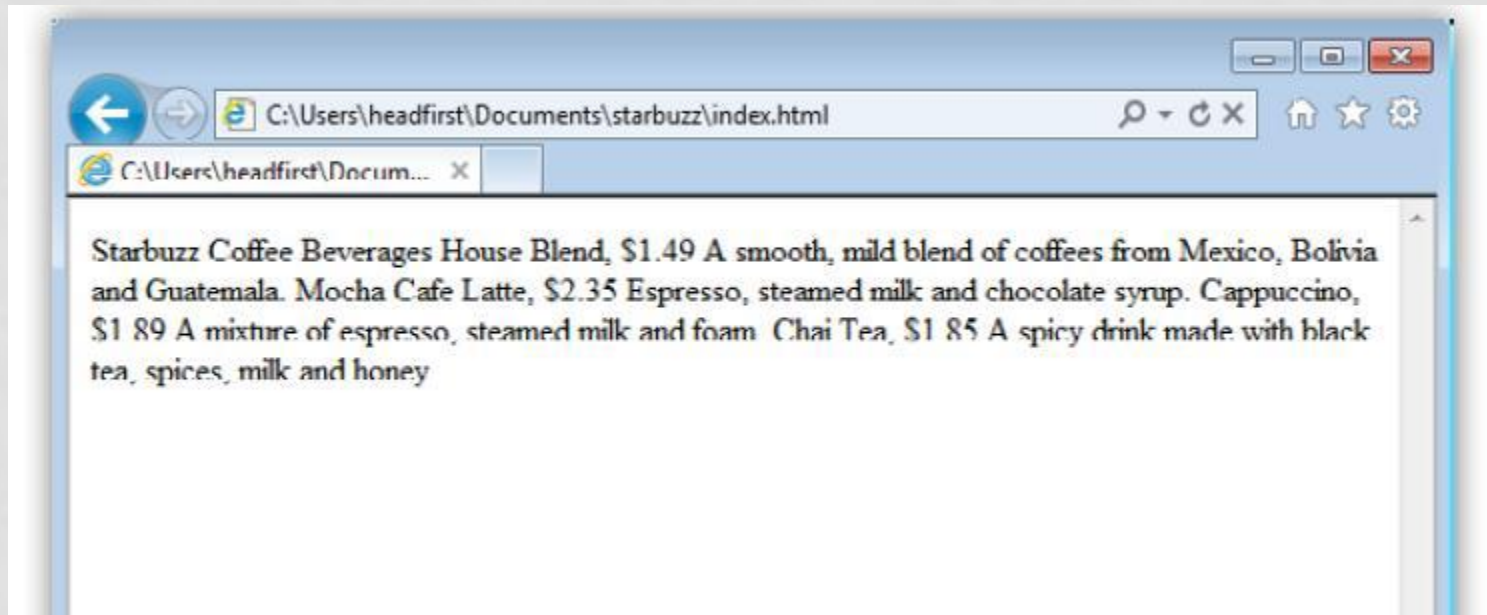 C:\Users\headfirst\Documents\starbuzz\index.html
C:\Users\headfirst\Docum...
Starbuzz Coffee Beverages House Blend, $1.49 A smooth, mild blend of coffees from Mexico, Bolivia
and Guatemala. Mocha Cafe Latte, $2.35 Espresso, steamed milk and chocolate syrup. Cappuccino,
$1.89 A mixture of espresso, steamed milk and foam. Chai Tea, $1.85 A spicy drink made with black
tea, spices, milk and honey